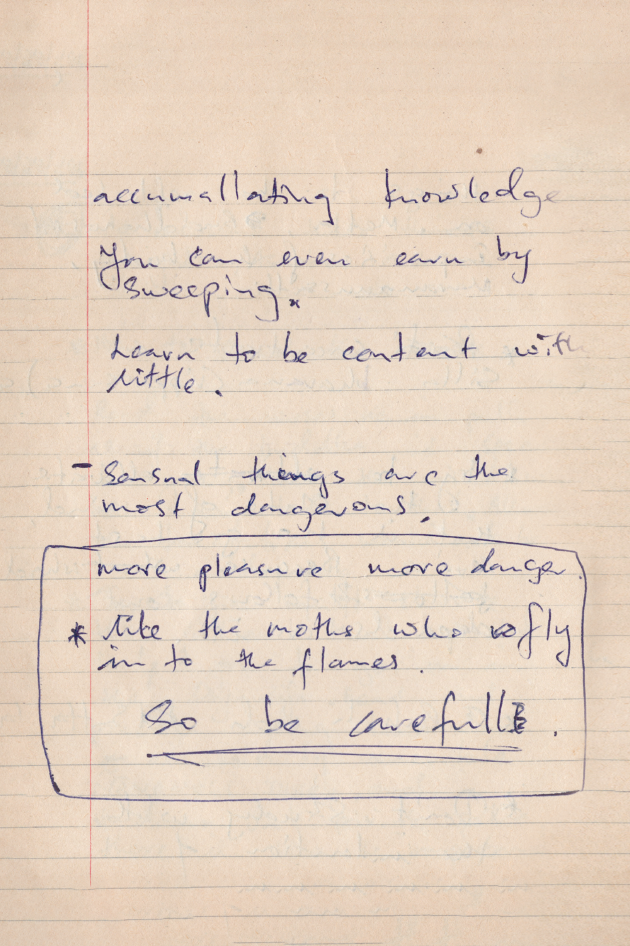 accumallating knowledge
You can even earn by
sweeping.
Learn to be content with
little.
- Sensual things are the
most dangerous.
more pleasure more danger.
* like the moths who fly
in to the flames.
So be carefull.